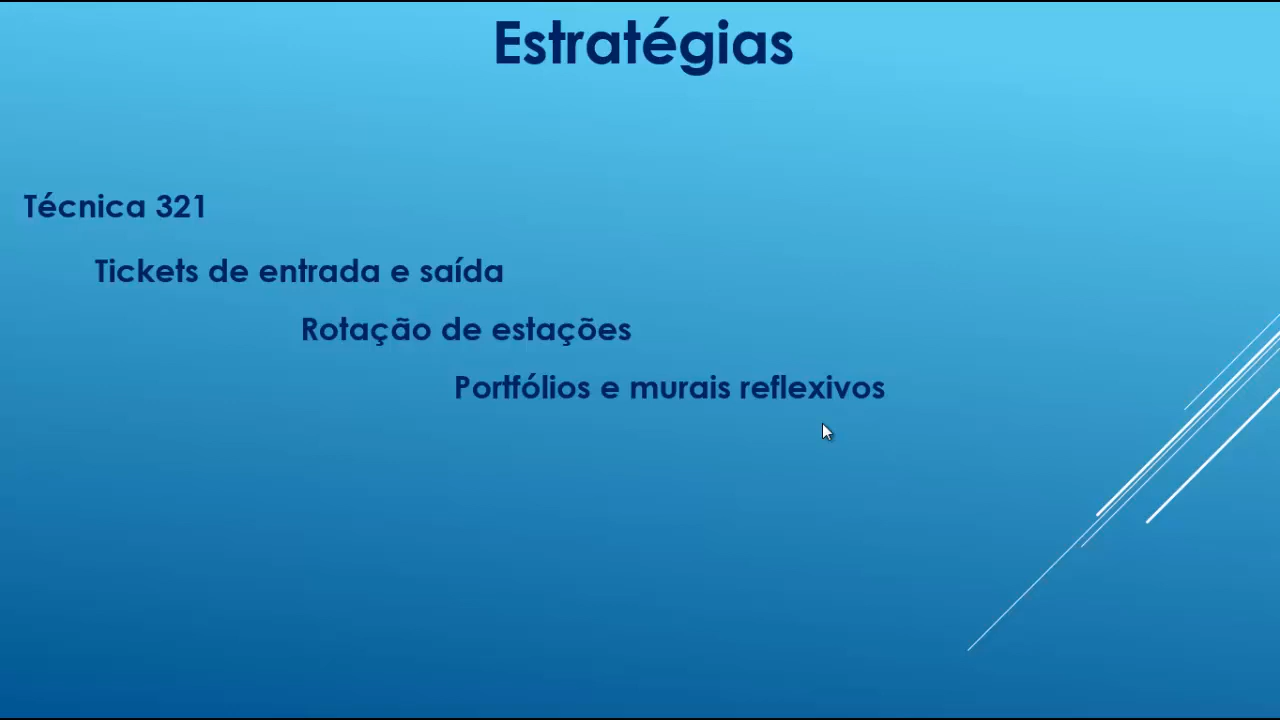 Estratégias
Técnica 321
Tickets de entrada e saída
Rotação de estações
Portfólios e murais reflexivos